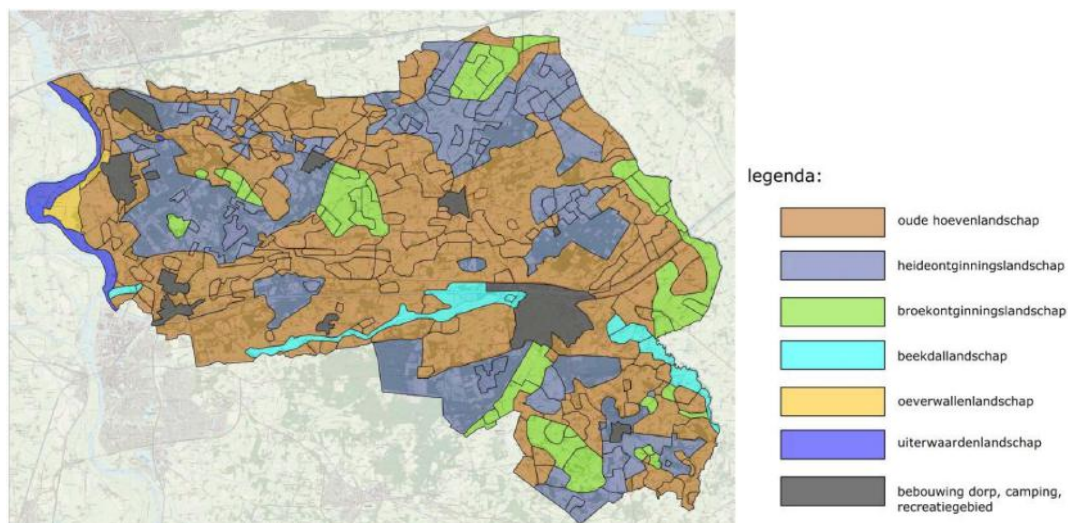 legenda:
oude hoevenlandschap
heideontginningslandschap
broekontginningslandschap
beekdallandschap
oeverwallenlandschap
uiterwaardenlandschap
bebouwing dorp, camping,
recreatiegebied